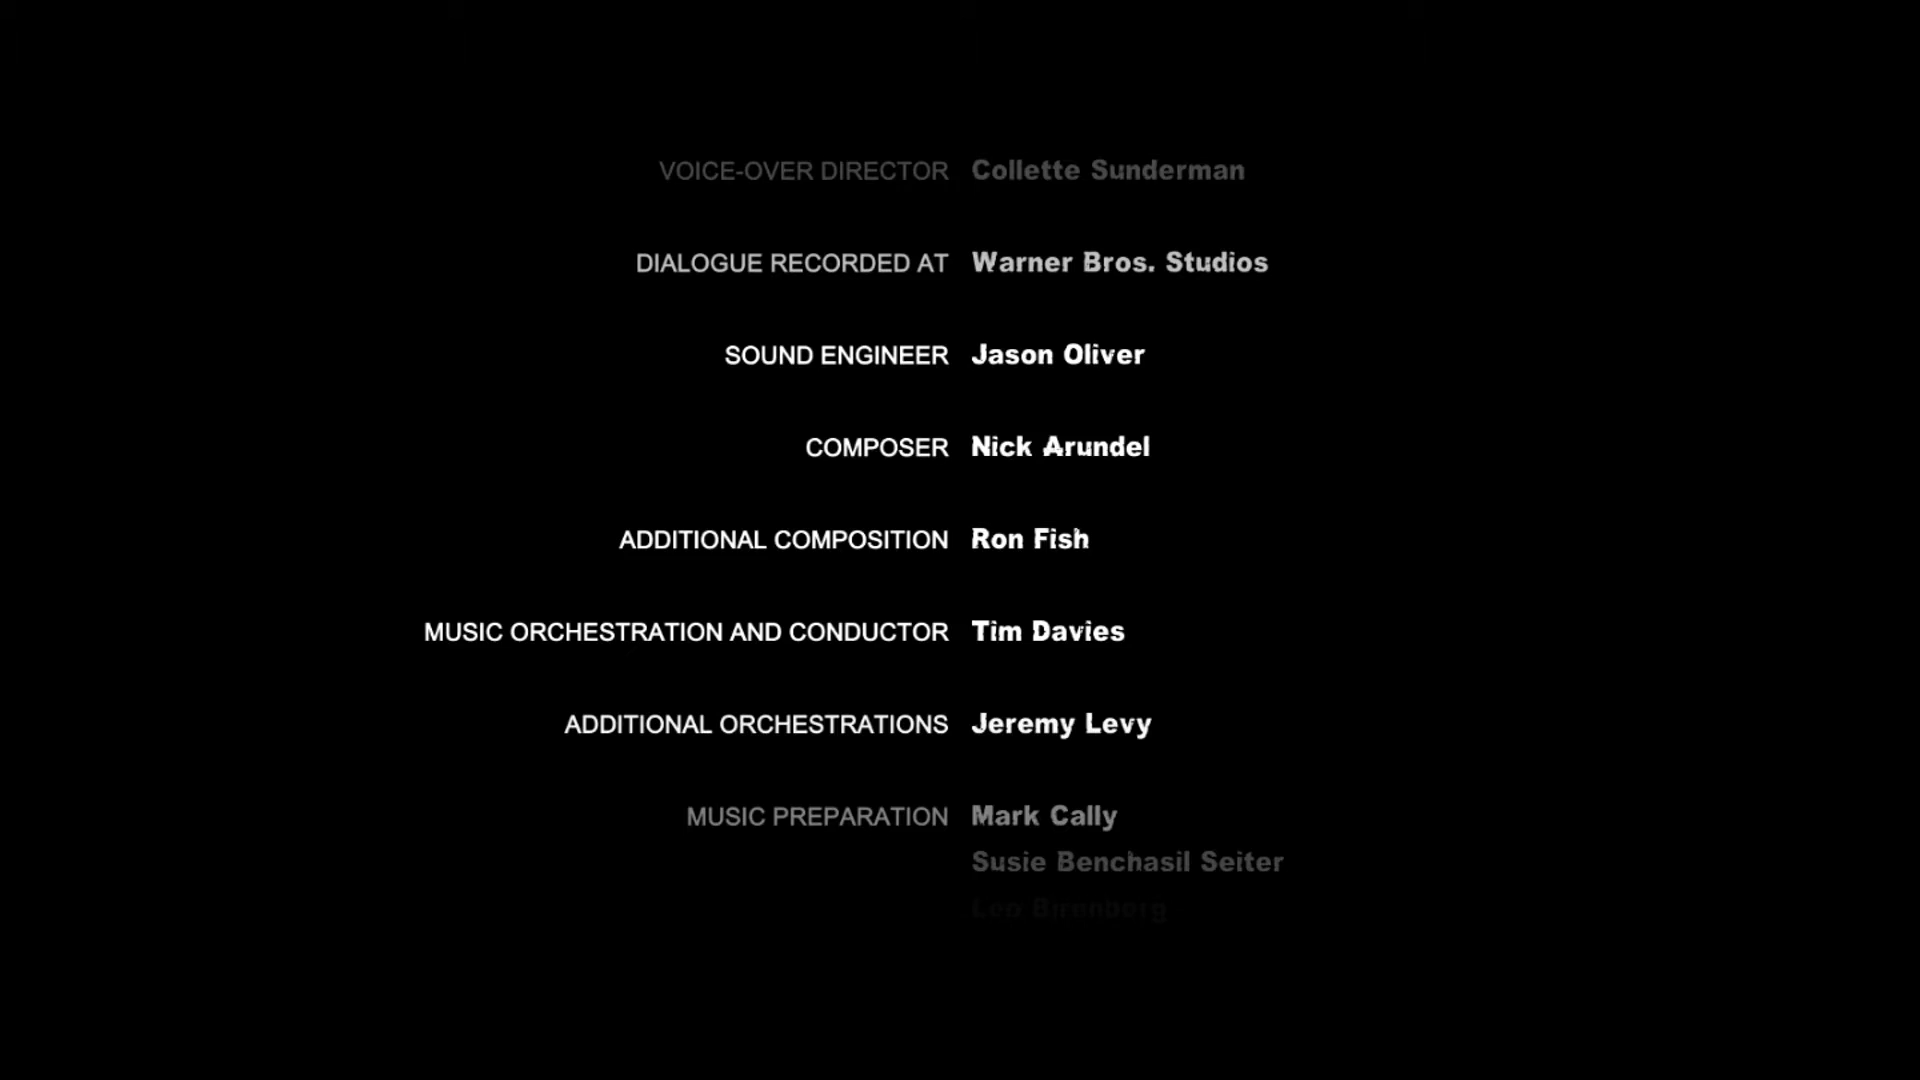 VOICE-OVER DIRECTOR Collette Sunderman
DIALOGUE RECORDED AT Warner Bros. Studios
SOUND ENGINEER Jason Oliver
COMPOSER Nick Arundel
ADDITIONAL COMPOSITION Ron Fish
MUSIC ORCHESTRATION AND CONDUCTOR Tim Davies
ADDITIONAL ORCHESTRATIONS Jeremy Levy
MUSIC PREPARATION Mark Cally
Susie Benchasil Seiter
Leo Birenberg